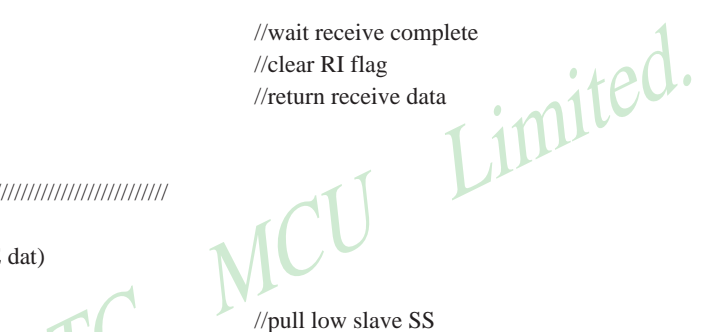 //wait receive complete
//clear RI flag
//return receive data
//////////////////////////
dat)
//pull low slave SS
MCU Limited.